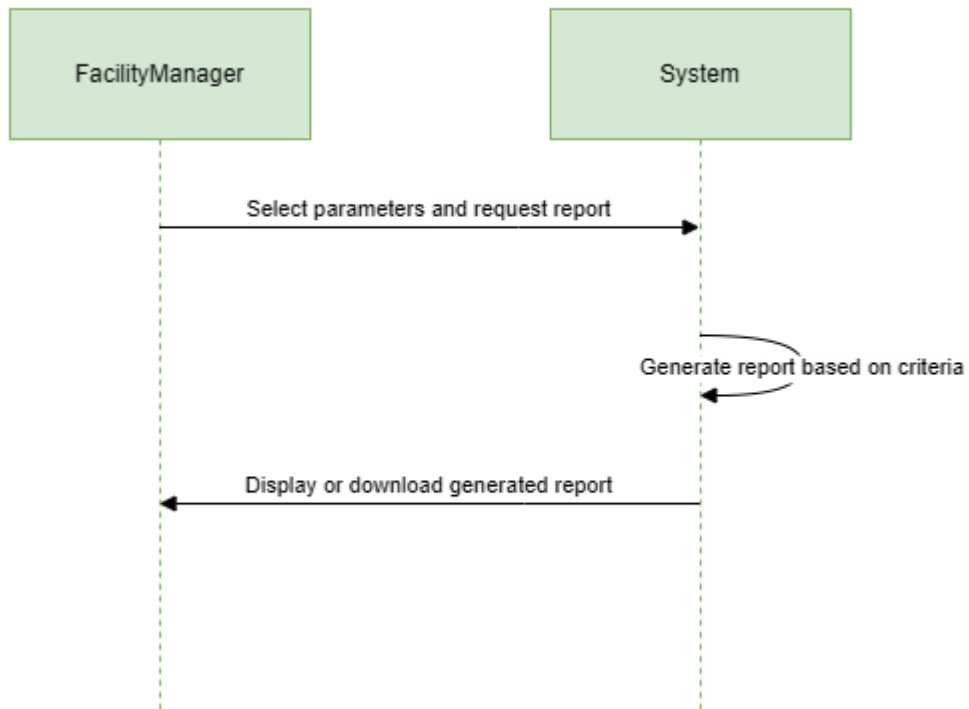 FacilityManager
System
Select parameters and request report
Generate report based on criteria
Display or download generated report